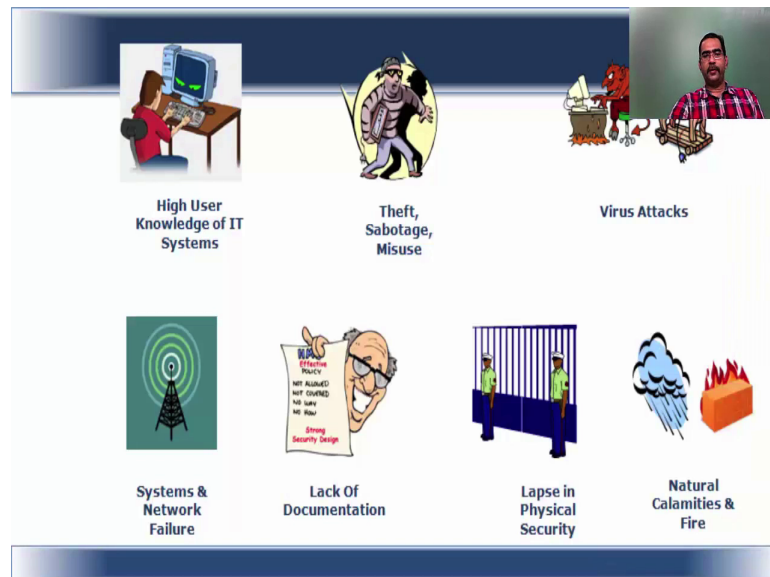 High User
Knowledge of IT
Systems
Theft,
Sabotage,
Misuse
Virus Attacks
Effective
POLICY
NOT ALLOWED
NOT COVERED
NO WAY
NO HOW
Strong
Security Design
Systems &
Network
Failure
Lack Of
Documentation
Lapse in
Physical
Security
Natural
Calamities &
Fire